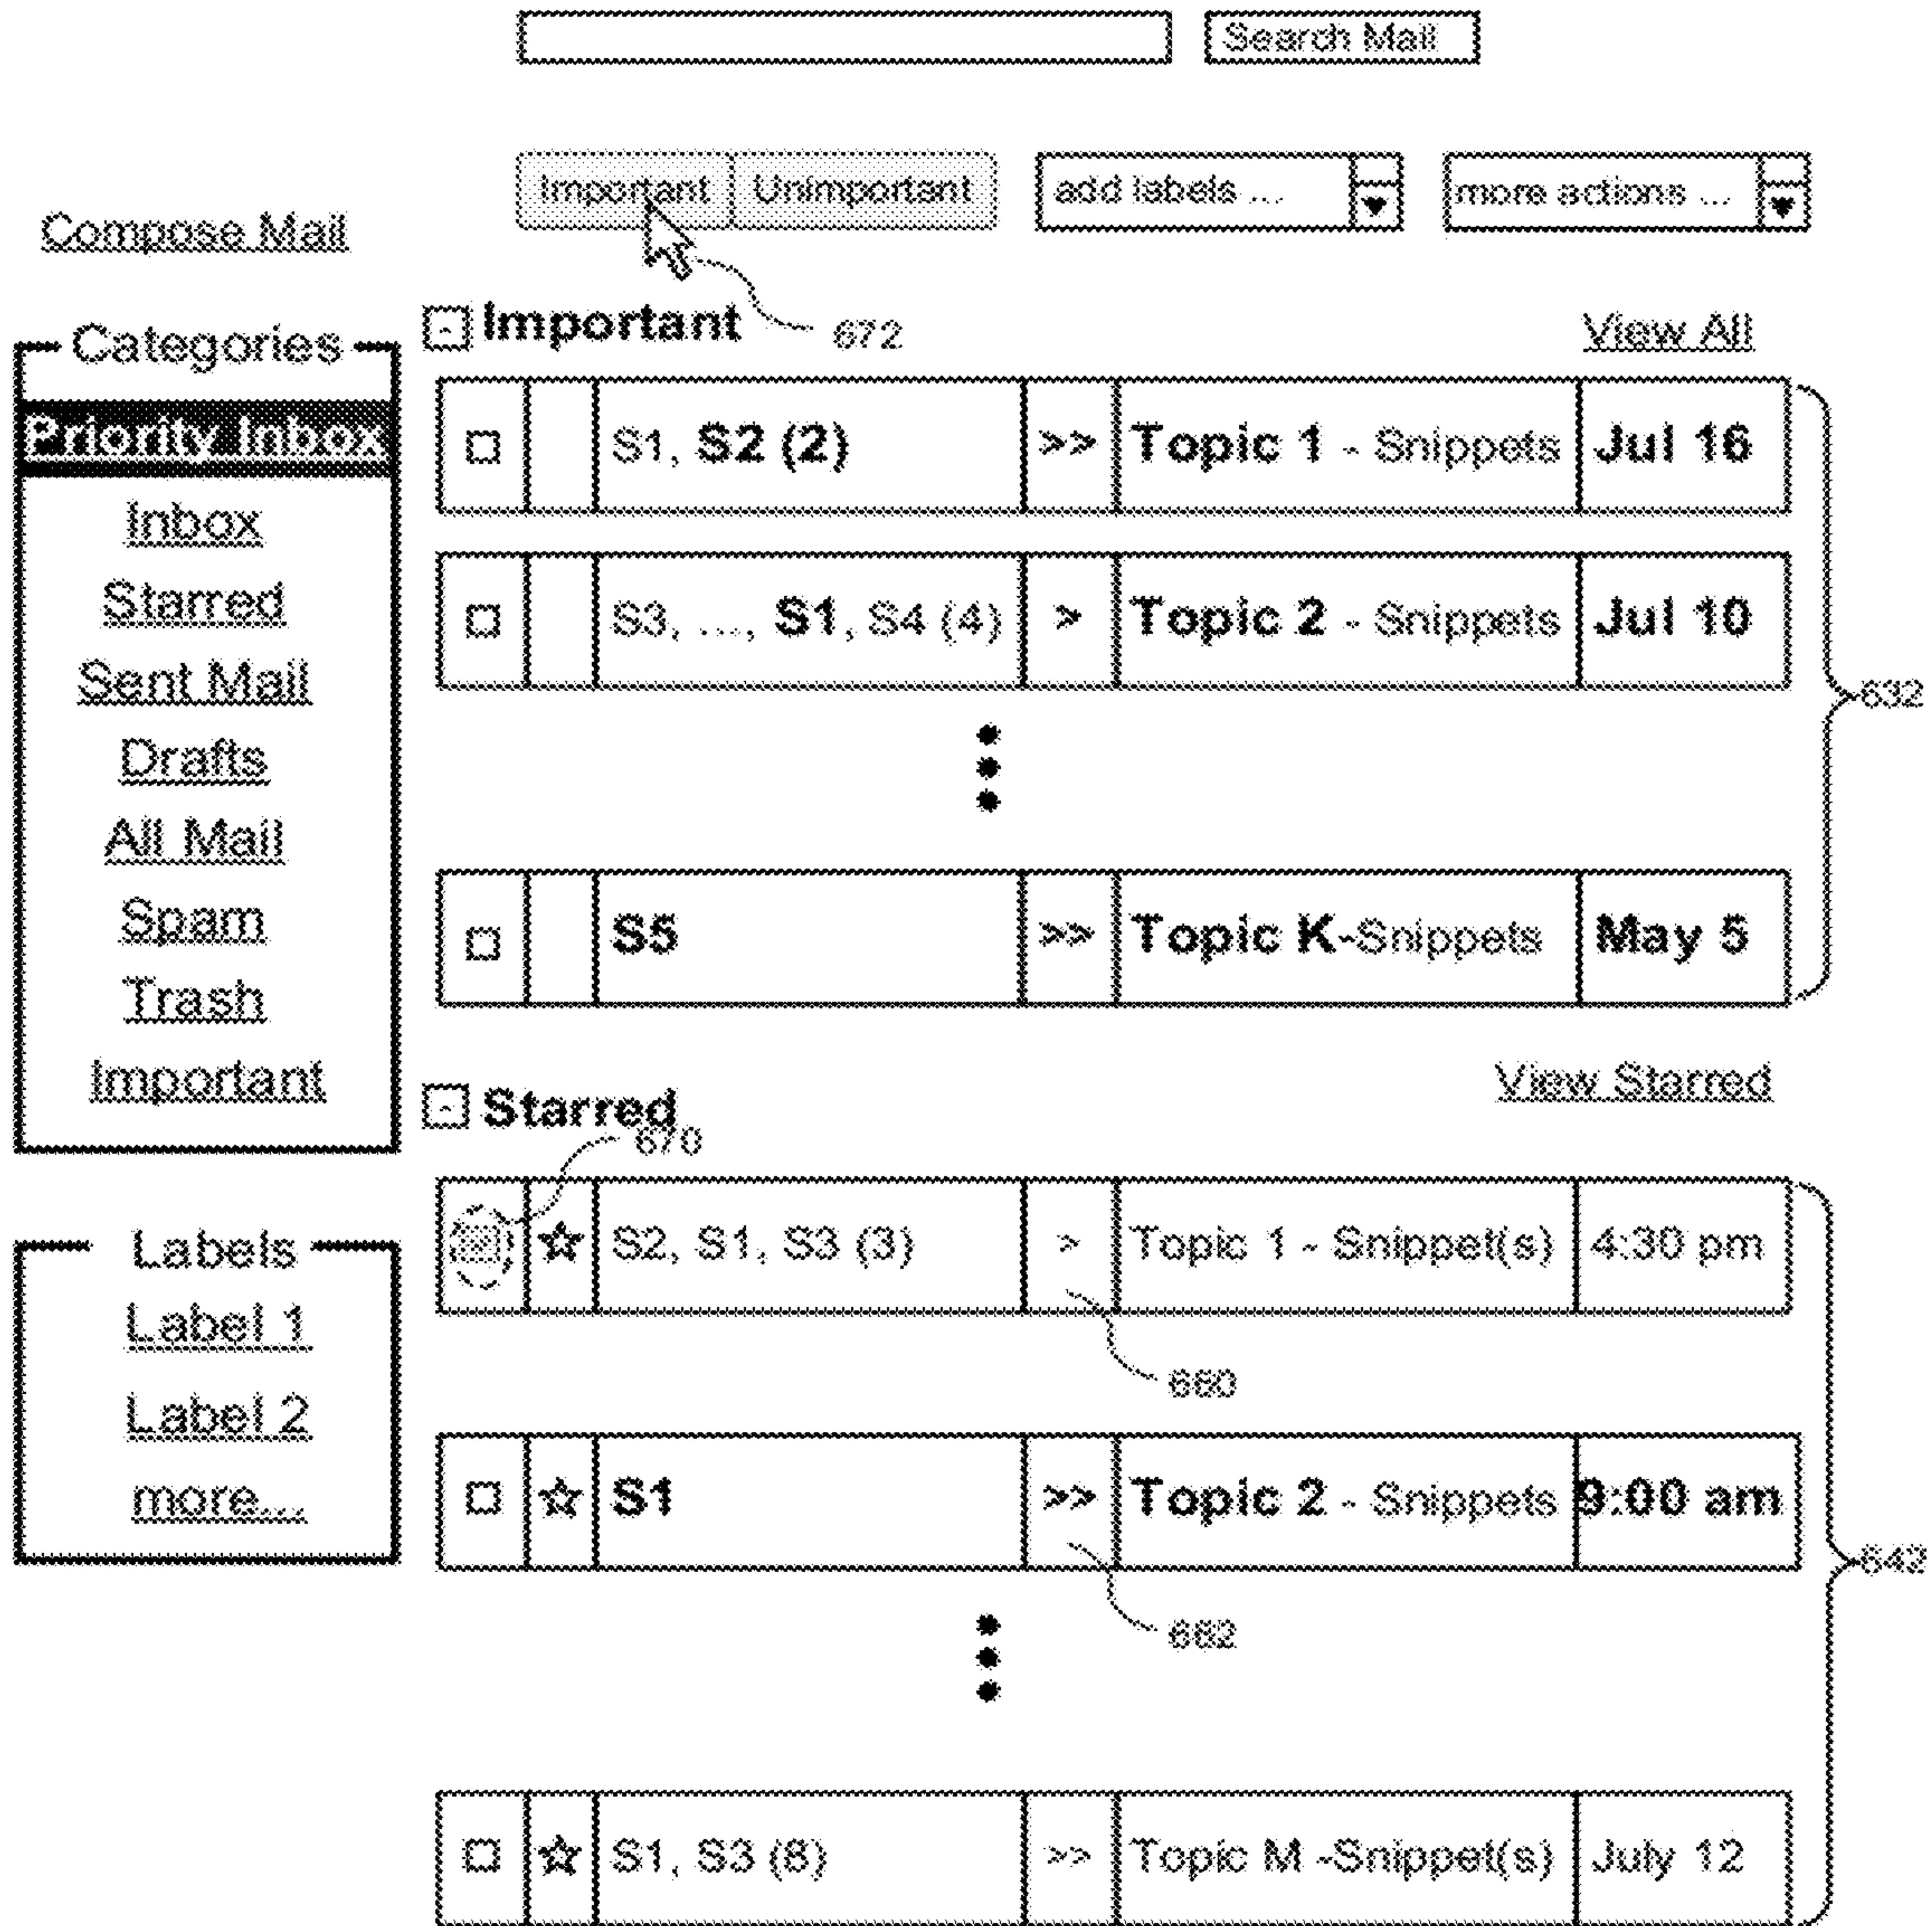 Search Mail
Important Unimportant add labels ... more actions ...
Compose Mail
672
- Important View All
Categories
Priority Inbox
Inbox
Starred
Sent Mail
Drafts
All Mail
Spam
Trash
Important
S1, S2 (2) >> Topic 1 - Snippets Jul 16
S3, ..., S1, S4 (4) > Topic 2 - Snippets Jul 10
632
S5 >> Topic K-Snippets May 5
- Starred View Starred
670
Labels
Label 1
Label 2
more...
S2, S1, S3 (3) > Topic 1 - Snippet(s) 4:30 pm
660
S1 >> Topic 2 - Snippets 9:00 am
662
642
S1, S3 (8) >> Topic M -Snippet(s) July 12